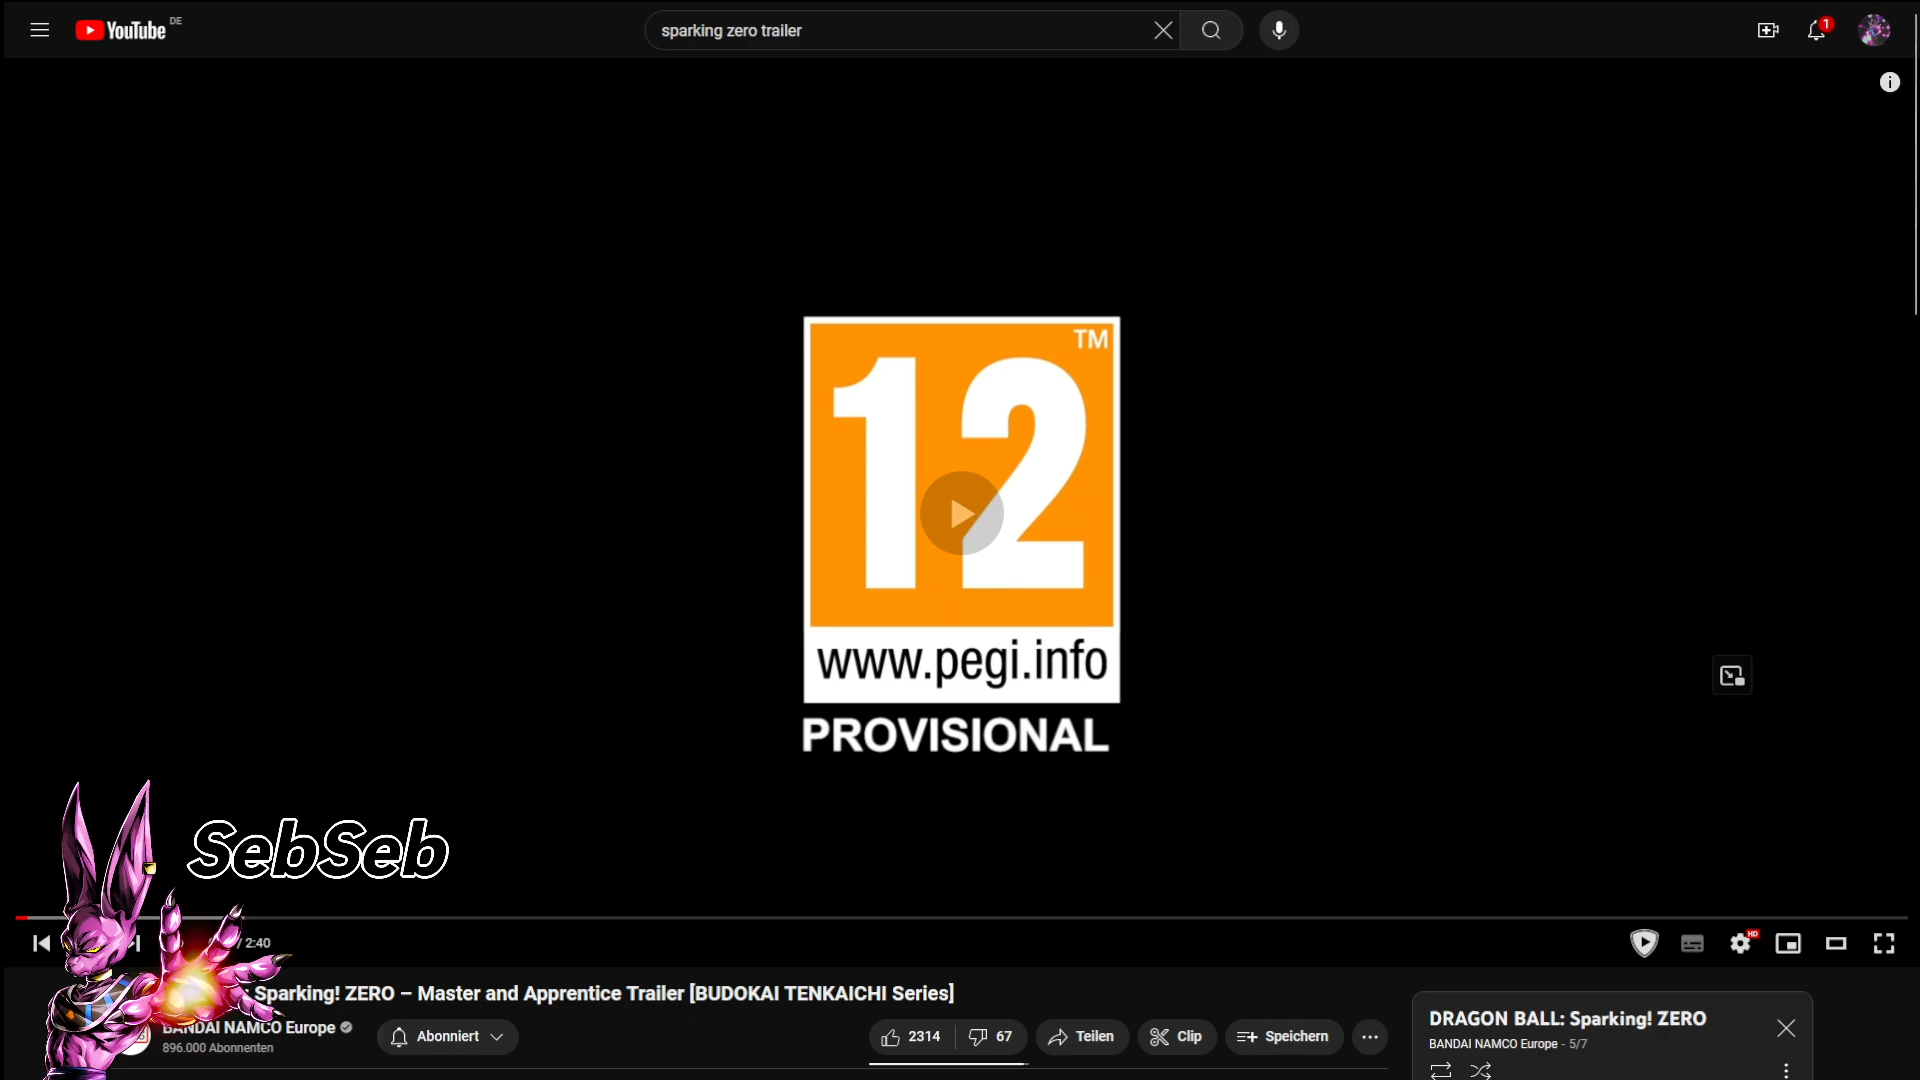 YouTube DE
sparking zero trailer
1
TM
12
www.pegi.info
PROVISIONAL
SebSeb
/ 2:40
HD
: Sparking! ZERO – Master and Apprentice Trailer [BUDOKAI TENKAICHI Series]
BANDAI NAMCO Europe
896.000 Abonnenten
Abonniert
2314
67
Teilen
Clip
Speichern
DRAGON BALL: Sparking! ZERO
BANDAI NAMCO Europe - 5/7